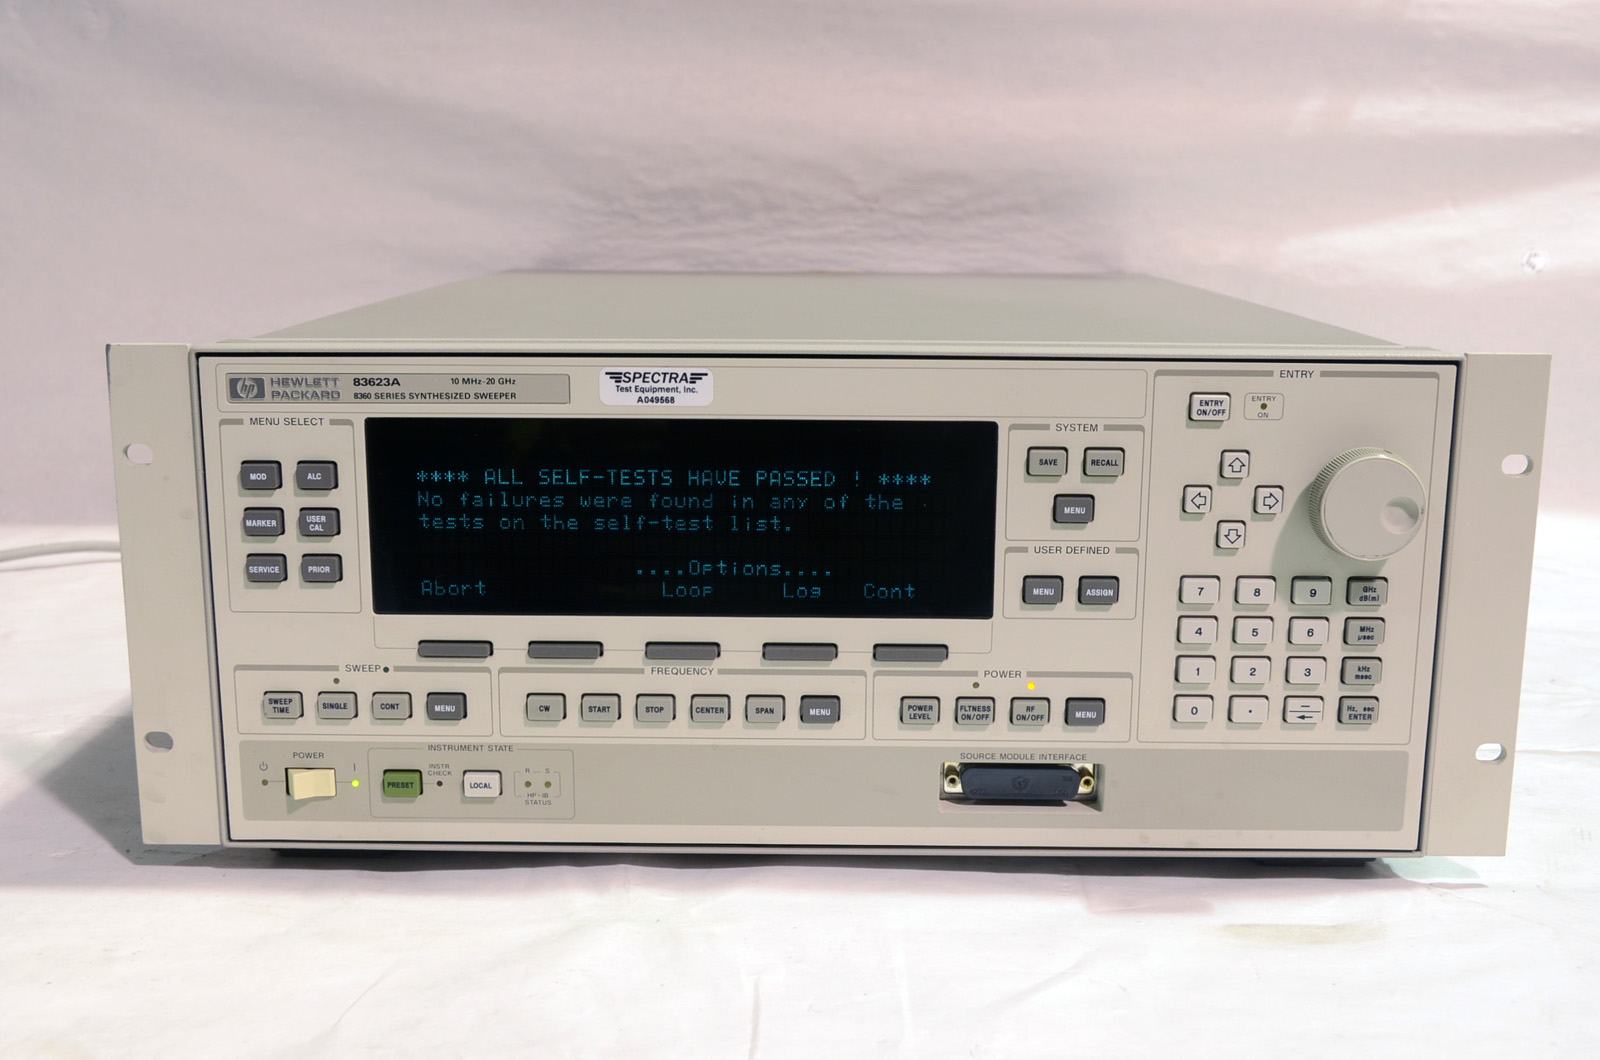 hp HEWLETT PACKARD
83623A 10 MHz-20 GHz
8360 SERIES SYNTHESIZED SWEEPER
SPECTRA
Test Equipment, Inc.
A049568
MENU SELECT
MOD ALC
MARKER USER CAL
SERVICE PRIOR
**** ALL SELF-TESTS HAVE PASSED ! ****
No failures were found in any of the
tests on the self-test list.
....Options....
Abort Loop Log Cont
SYSTEM
SAVE RECALL
MENU
USER DEFINED
MENU ASSIGN
ENTRY
ENTRY ON/OFF
ENTRY ON
7 8 9 GHz dB(m)
4 5 6 MHz µsec
1 2 3 kHz msec
0 . − Hz, sec ENTER
SWEEP
SWEEP TIME SINGLE CONT MENU
FREQUENCY
CW START STOP CENTER SPAN MENU
POWER
POWER LEVEL FLTNESS ON/OFF RF ON/OFF MENU
POWER
INSTRUMENT STATE
PRESET INSTR CHECK LOCAL
R S
HP-IB
STATUS
SOURCE MODULE INTERFACE